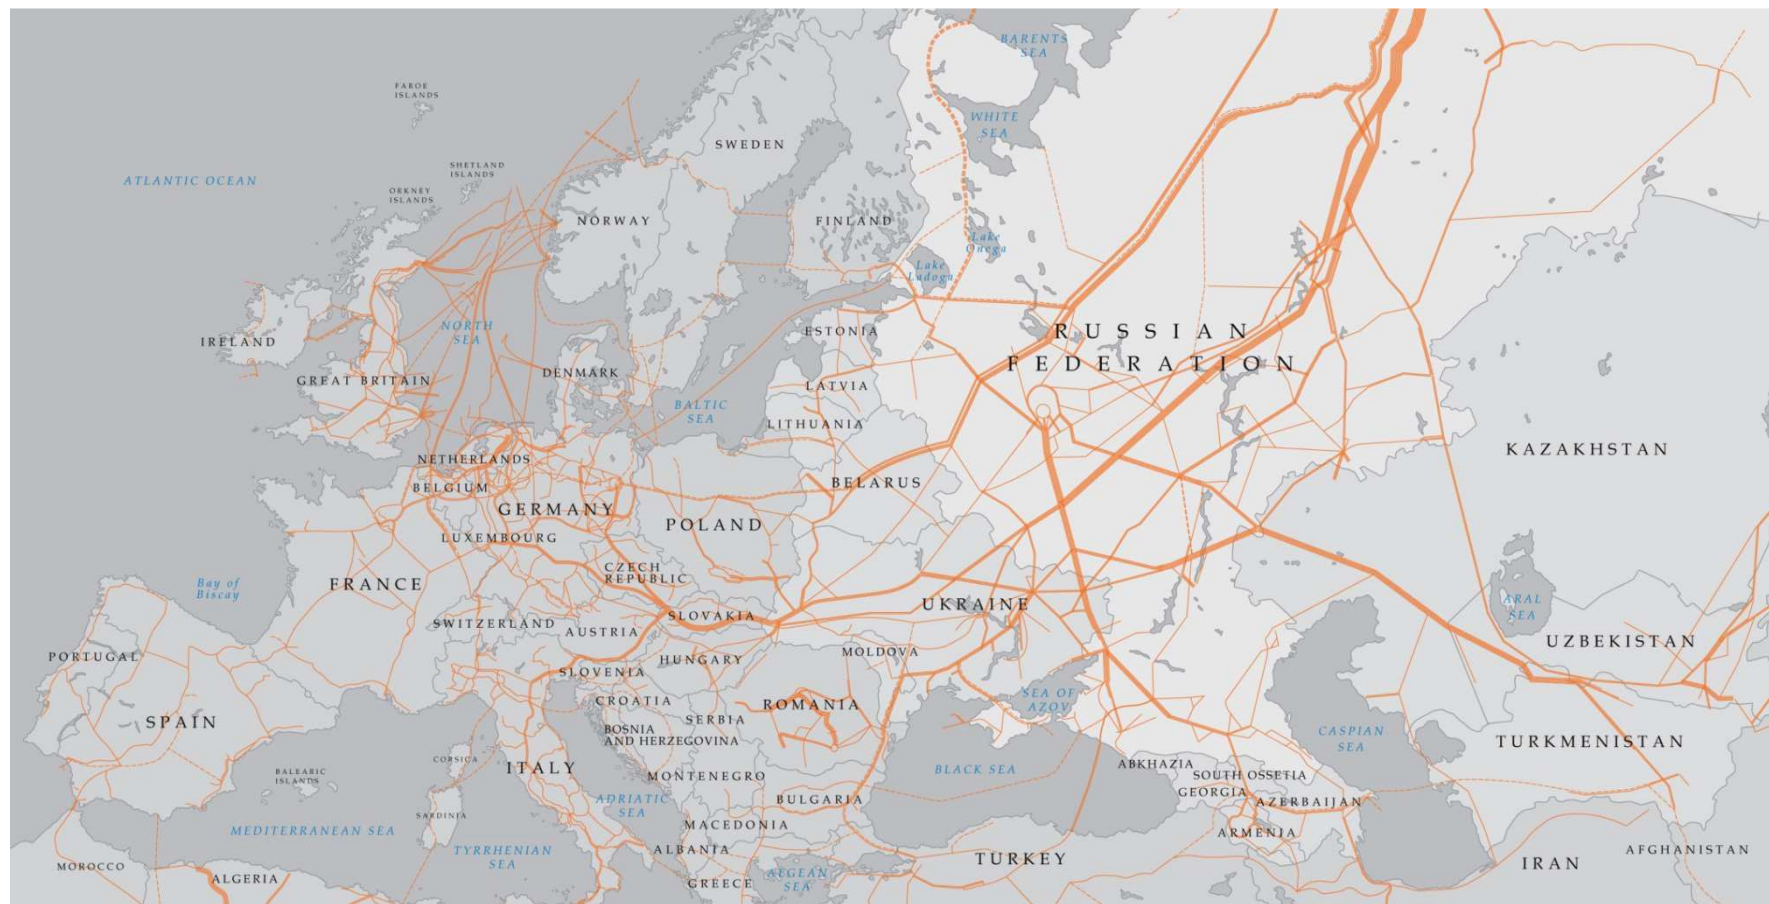 BARENTS
SEA
FAROE
ISLANDS
WHITE
SEA
SWEDEN
SHETLAND
ISLANDS
ATLANTIC OCEAN
ORKNEY
ISLANDS
NORWAY
FINLAND
Lake
Onega
Lake
Ladoga
NORTH
SEA
ESTONIA
RUSSIAN
FEDERATION
IRELAND
GREAT BRITAIN
DENMARK
LATVIA
BALTIC
SEA
LITHUANIA
KAZAKHSTAN
NETHERLANDS
BELGIUM
BELARUS
GERMANY
POLAND
LUXEMBOURG
Bay of
Biscay
FRANCE
CZECH
REPUBLIC
ARAL
SEA
UKRAINE
SLOVAKIA
SWITZERLAND
AUSTRIA
UZBEKISTAN
PORTUGAL
HUNGARY
MOLDOVA
SLOVENIA
SEA OF
AZOV
CROATIA
ROMANIA
SPAIN
SERBIA
BOSNIA
AND HERZEGOVINA
CASPIAN
SEA
TURKMENISTAN
CORSICA
ITALY
BLACK SEA
ABKHAZIA
BALEARIC
ISLANDS
MONTENEGRO
SOUTH OSSETIA
GEORGIA
ADRIATIC
SEA
BULGARIA
AZERBAIJAN
SARDINIA
MEDITERRANEAN SEA
MACEDONIA
ARMENIA
TYRRHENIAN
SEA
ALBANIA
TURKEY
AFGHANISTAN
MOROCCO
IRAN
ALGERIA
AEGEAN
SEA
GREECE